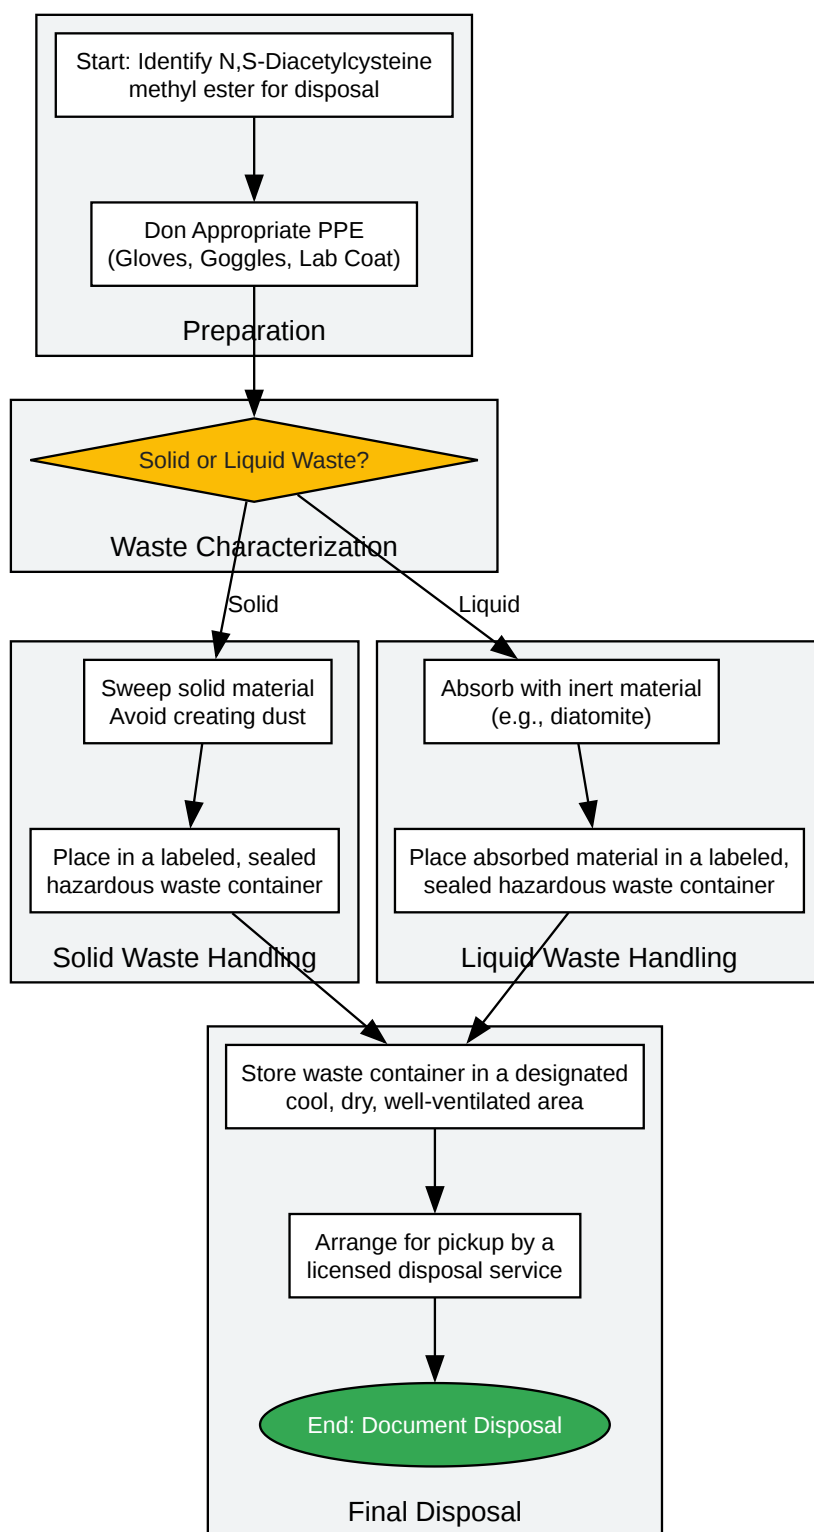 Start: Identify N,S-Diacetylcysteine
methyl ester for disposal
Don Appropriate PPE
(Gloves, Goggles, Lab Coat)
Preparation
Solid or Liquid Waste?
Waste Characterization
Solid
Liquid
Sweep solid material
Avoid creating dust
Place in a labeled, sealed
hazardous waste container
Solid Waste Handling
Absorb with inert material
(e.g., diatomite)
Place absorbed material in a labeled,
sealed hazardous waste container
Liquid Waste Handling
Store waste container in a designated
cool, dry, well-ventilated area
Arrange for pickup by a
licensed disposal service
End: Document Disposal
Final Disposal